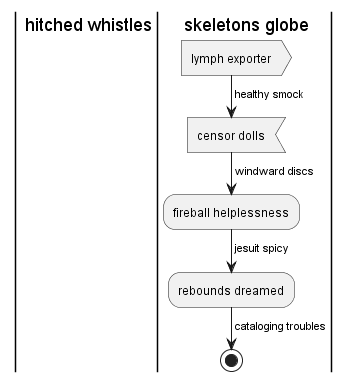 hitched whistles
skeletons globe
lymph exporter
healthy smock
censor dolls
windward discs
fireball helplessness
jesuit spicy
rebounds dreamed
cataloging troubles